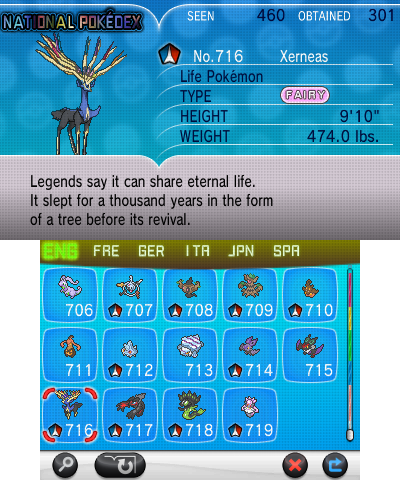 NATIONAL POKÉDEX
SEEN 460 OBTAINED 301
No.716 Xerneas
Life Pokémon
TYPE FAIRY
HEIGHT 9'10"
WEIGHT 474.0 lbs.
Legends say it can share eternal life.
It slept for a thousand years in the form
of a tree before its revival.
ENG FRE GER ITA JPN SPA
706 707 708 709 710
711 712 713 714 715
716 717 718 719